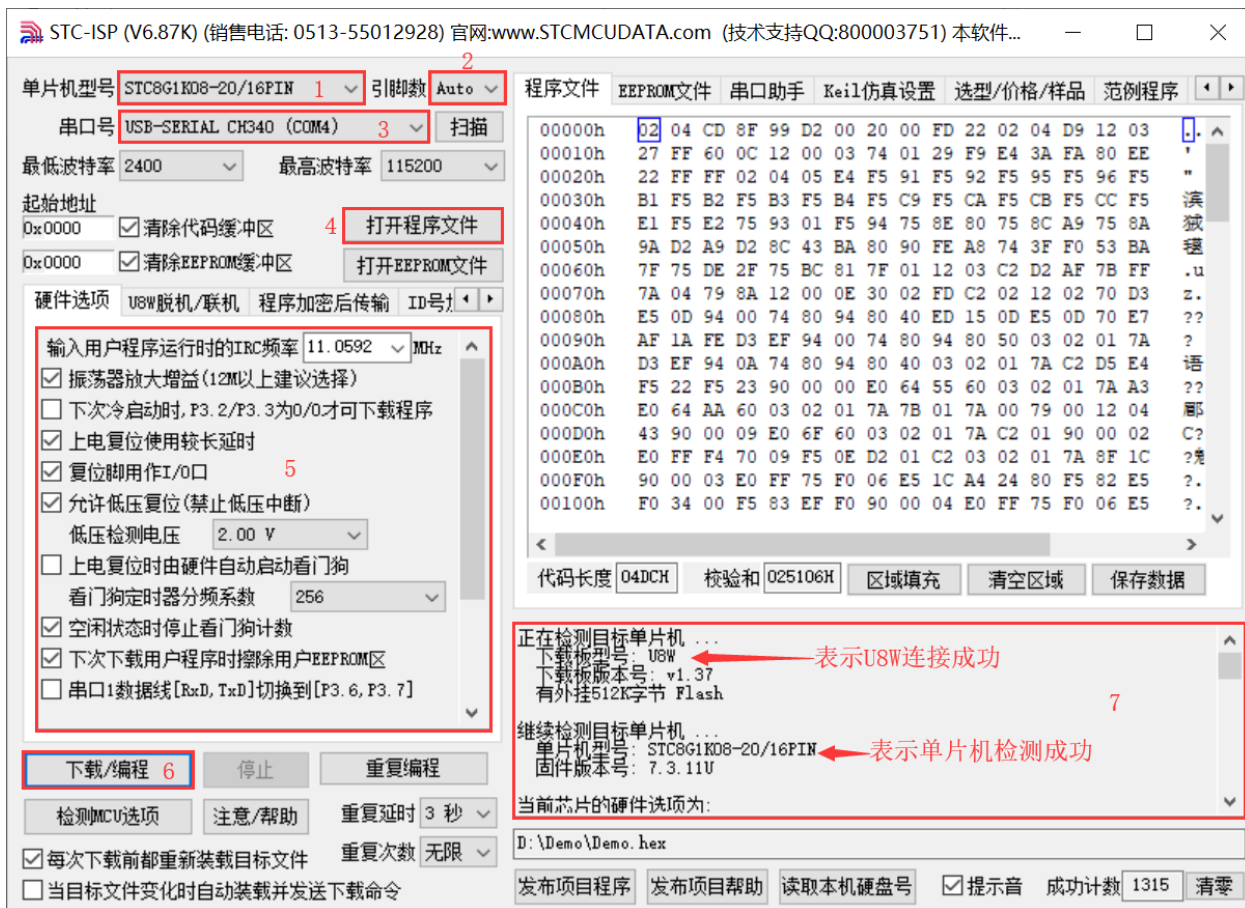 STC-ISP (V6.87K) (销售电话: 0513-55012928) 官网:www.STCMCUDATA.com (技术支持QQ:800003751) 本软件...
单片机型号 STC8G1K08-20/16PIN 1 引脚数 2 Auto
串口号 USB-SERIAL CH340 (COM4) 3 扫描
最低波特率 2400 最高波特率 115200
起始地址
0x0000 清除代码缓冲区 4 打开程序文件
0x0000 清除EEPROM缓冲区 打开EEPROM文件
硬件选项 U8W脱机/联机 程序加密后传输 ID号
输入用户程序运行时的IRC频率 11.0592 MHz
振荡器放大增益(12M以上建议选择)
下次冷启动时,P3.2/P3.3为0/0才可下载程序
上电复位使用较长延时
复位脚用作I/O口 5
允许低压复位(禁止低压中断)
低压检测电压 2.00 V
上电复位时由硬件自动启动看门狗
看门狗定时器分频系数 256
空闲状态时停止看门狗计数
下次下载用户程序时擦除用户EEPROM区
串口1数据线[RxD,TxD]切换到[P3.6,P3.7]
下载/编程 6 停止 重复编程
检测MCU选项 注意/帮助 重复延时 3 秒
每次下载前都重新装载目标文件 重复次数 无限
当目标文件变化时自动装载并发送下载命令
程序文件 EEPROM文件 串口助手 Keil仿真设置 选型/价格/样品 范例程序
00000h 02 04 CD 8F 99 D2 00 20 00 FD 22 02 04 D9 12 03 ..
00010h 27 FF 60 0C 12 00 03 74 01 29 F9 E4 3A FA 80 EE '
00020h 22 FF FF 02 04 05 E4 F5 91 F5 92 F5 95 F5 96 F5 "
00030h B1 F5 B2 F5 B3 F5 B4 F5 C9 F5 CA F5 CB F5 CC F5
00040h E1 F5 E2 75 93 01 F5 94 75 8E 80 75 8C A9 75 8A
00050h 9A D2 A9 D2 8C 43 BA 80 90 FE A8 74 3F F0 53 BA
00060h 7F 75 DE 2F 75 BC 81 7F 01 12 03 C2 D2 AF 7B FF .u
00070h 7A 04 79 8A 12 00 0E 30 02 FD C2 02 12 02 70 D3 z.
00080h E5 0D 94 00 74 80 94 80 40 ED 15 0D E5 0D 70 E7 ??
00090h AF 1A FE D3 EF 94 00 74 80 94 80 50 03 02 01 7A ?
000A0h D3 EF 94 0A 74 80 94 80 40 03 02 01 7A C2 D5 E4 语
000B0h F5 22 F5 23 90 00 00 E0 64 55 60 03 02 01 7A A3 ??
000C0h E0 64 AA 60 03 02 01 7A 7B 01 7A 00 79 00 12 04
000D0h 43 90 00 09 E0 6F 60 03 02 01 7A C2 01 90 00 02 C?
000E0h E0 FF F4 70 09 F5 0E D2 01 C2 03 02 01 7A 8F 1C
000F0h 90 00 03 E0 FF 75 F0 06 E5 1C A4 24 80 F5 82 E5 ?.
00100h F0 34 00 F5 83 EF F0 90 00 04 E0 FF 75 F0 06 E5 ?.
代码长度 04DCH 校验和 025106H 区域填充 清空区域 保存数据
正在检测目标单片机 ...
下载板型号: U8W 表示U8W连接成功
下载板版本号: v1.37
有外挂512K字节 Flash
7
继续检测目标单片机 ...
单片机型号: STC8G1K08-20/16PIN 表示单片机检测成功
固件版本号: 7.3.11U
当前芯片的硬件选项为:
D:\Demo\Demo.hex
发布项目程序 发布项目帮助 读取本机硬盘号 提示音 成功计数 1315 清零